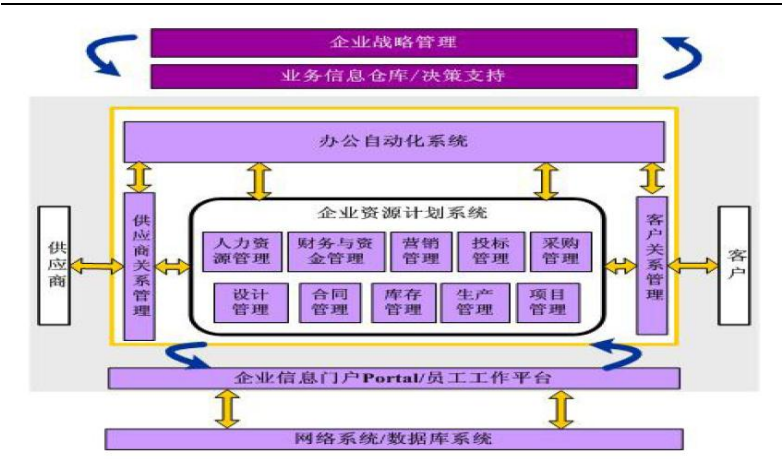 企业战略管理
业务信息仓库/决策支持
办公自动化系统
供应商
供应商关系管理
企业资源计划系统
人力资
源管理
财务与资
金管理
营销
管理
投标
管理
采购
管理
设计
管理
合同
管理
库存
管理
生产
管理
项目
管理
客户关系管理
客户
企业信息门户Portal/员工工作平台
网络系统/数据库系统